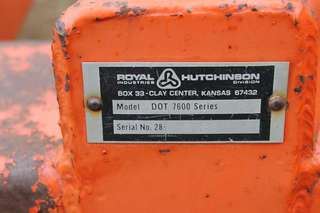 ROYAL HUTCHINSON
INDUSTRIES DIVISION
BOX 33-CLAY CENTER, KANSAS 67432
Model DOT 7600 Series
Serial No. 28-